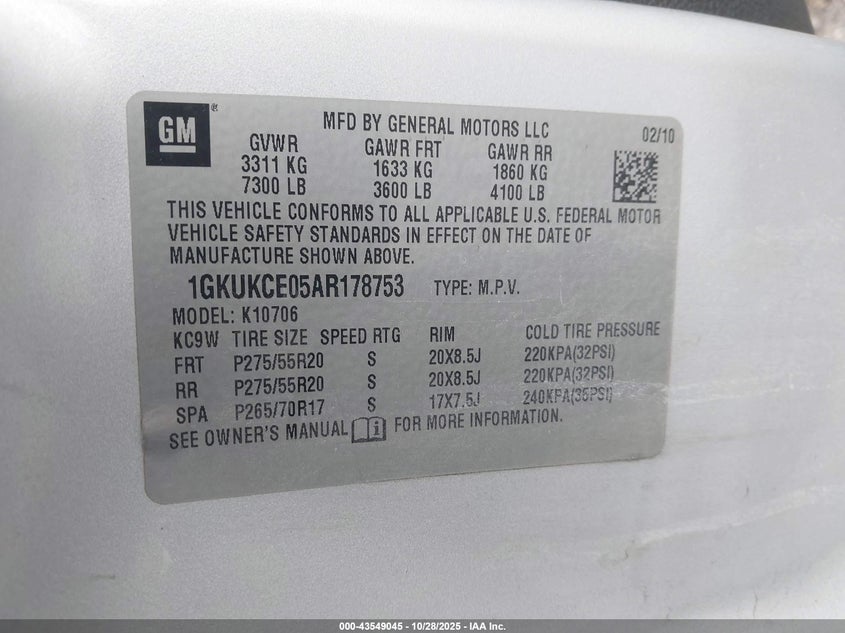 GM®
MFD BY GENERAL MOTORS LLC 02/10
GVWR GAWR FRT GAWR RR
3311 KG 1633 KG 1860 KG
7300 LB 3600 LB 4100 LB
THIS VEHICLE CONFORMS TO ALL APPLICABLE U.S. FEDERAL MOTOR
VEHICLE SAFETY STANDARDS IN EFFECT ON THE DATE OF
MANUFACTURE SHOWN ABOVE.
1GKUKCE05AR178753 TYPE: M.P.V.
MODEL: K10706
KC9W TIRE SIZE SPEED RTG RIM COLD TIRE PRESSURE
FRT P275/55R20 S 20X8.5J 220KPA(32PSI)
RR P275/55R20 S 20X8.5J 220KPA(32PSI)
SPA P265/70R17 S 17X7.5J 240KPA(35PSI)
SEE OWNER'S MANUAL i FOR MORE INFORMATION.
000-43549045 - 10/28/2025 - IAA Inc.